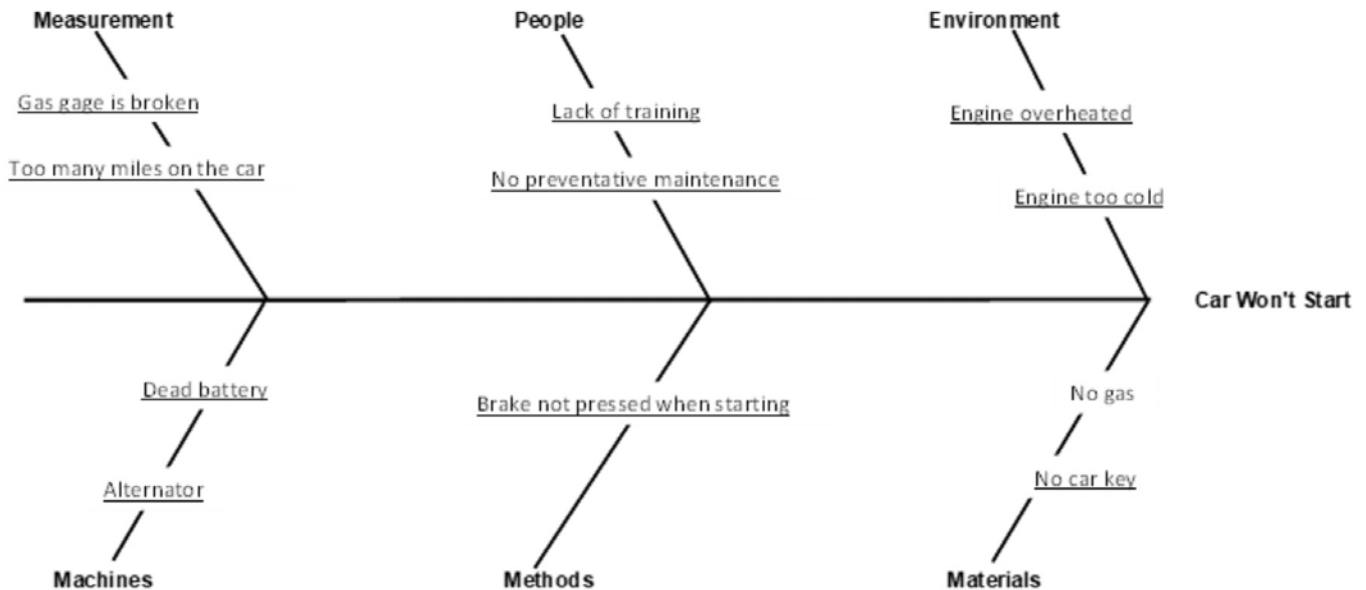 Measurement
People
Environment
Gas gage is broken
Lack of training
Engine overheated
Too many miles on the car
No preventative maintenance
Engine too cold
Car Won't Start
Dead battery
Brake not pressed when starting
No gas
Alternator
No car key
Machines
Methods
Materials